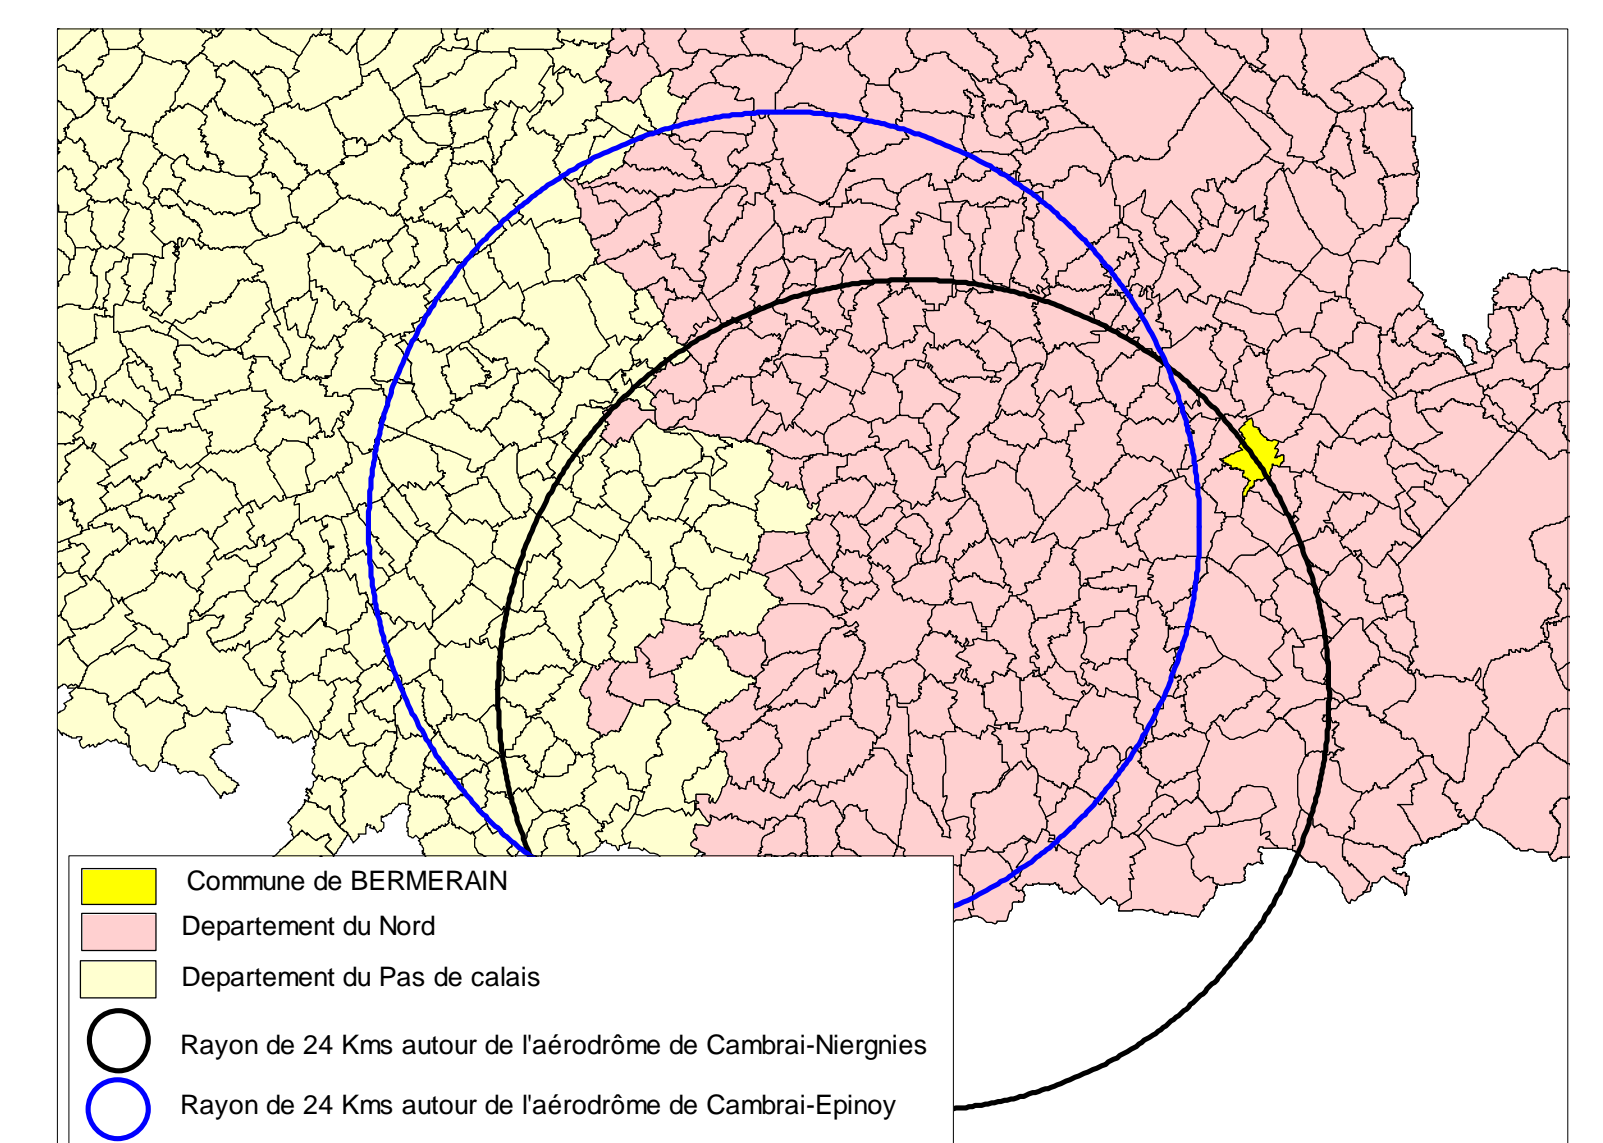 Commune de BERMERAIN
Departement du Nord
Departement du Pas de calais
Rayon de 24 Kms autour de l'aérodrôme de Cambrai-Niergnies
Rayon de 24 Kms autour de l'aérodrôme de Cambrai-Epinoy